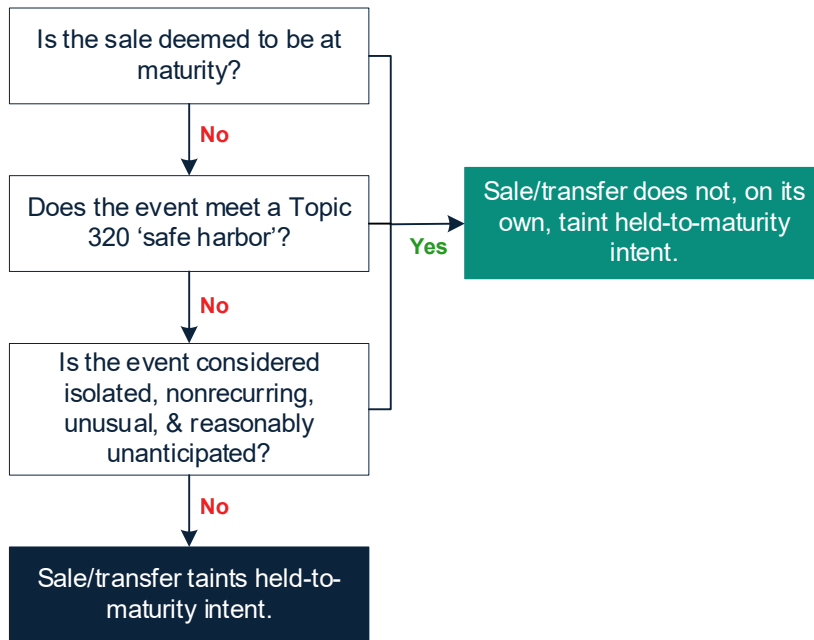 Is the sale deemed to be at
maturity?
No
Does the event meet a Topic
320 ‘safe harbor’?
Sale/transfer does not, on its
own, taint held-to-maturity
intent.
Yes
No
Is the event considered
isolated, nonrecurring,
unusual, & reasonably
unanticipated?
No
Sale/transfer taints held-to-
maturity intent.